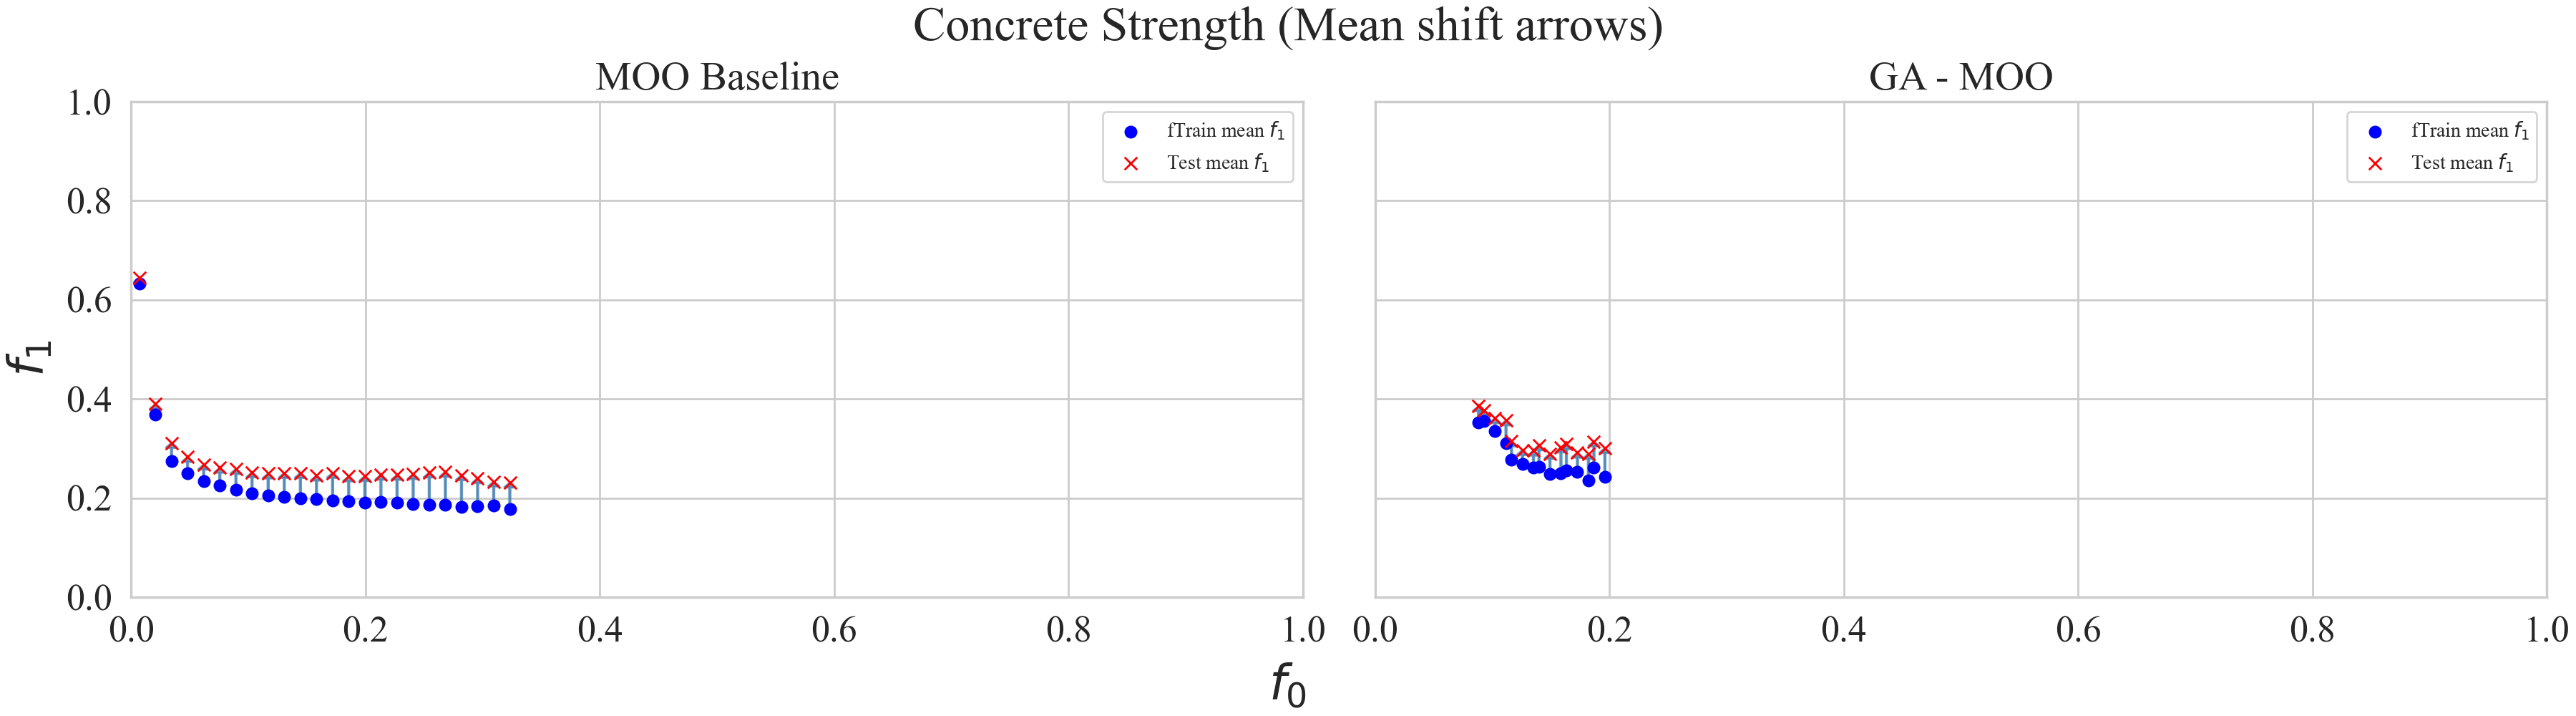 Concrete Strength (Mean shift arrows)
MOO Baseline
GA - MOO
fTrain mean f₁
Test mean f₁
fTrain mean f₁
Test mean f₁
f₁
1.0
0.8
0.6
0.4
0.2
0.0
0.0 0.2 0.4 0.6 0.8 1.0
0.0 0.2 0.4 0.6 0.8 1.0
f₀